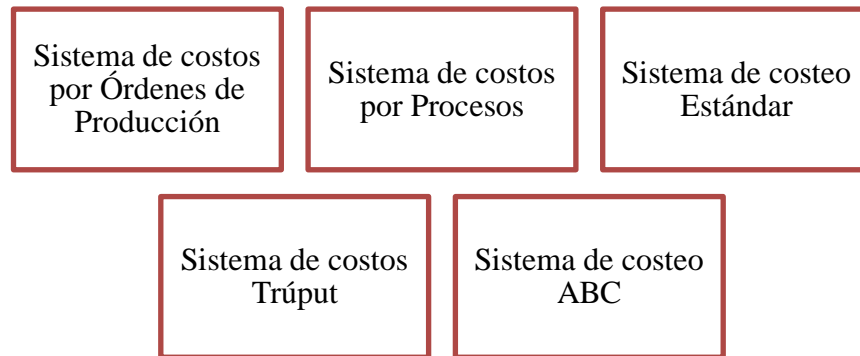 Sistema de costos
por Órdenes de
Producción
Sistema de costos
por Procesos
Sistema de costeo
Estándar
Sistema de costos
Trúput
Sistema de costeo
ABC